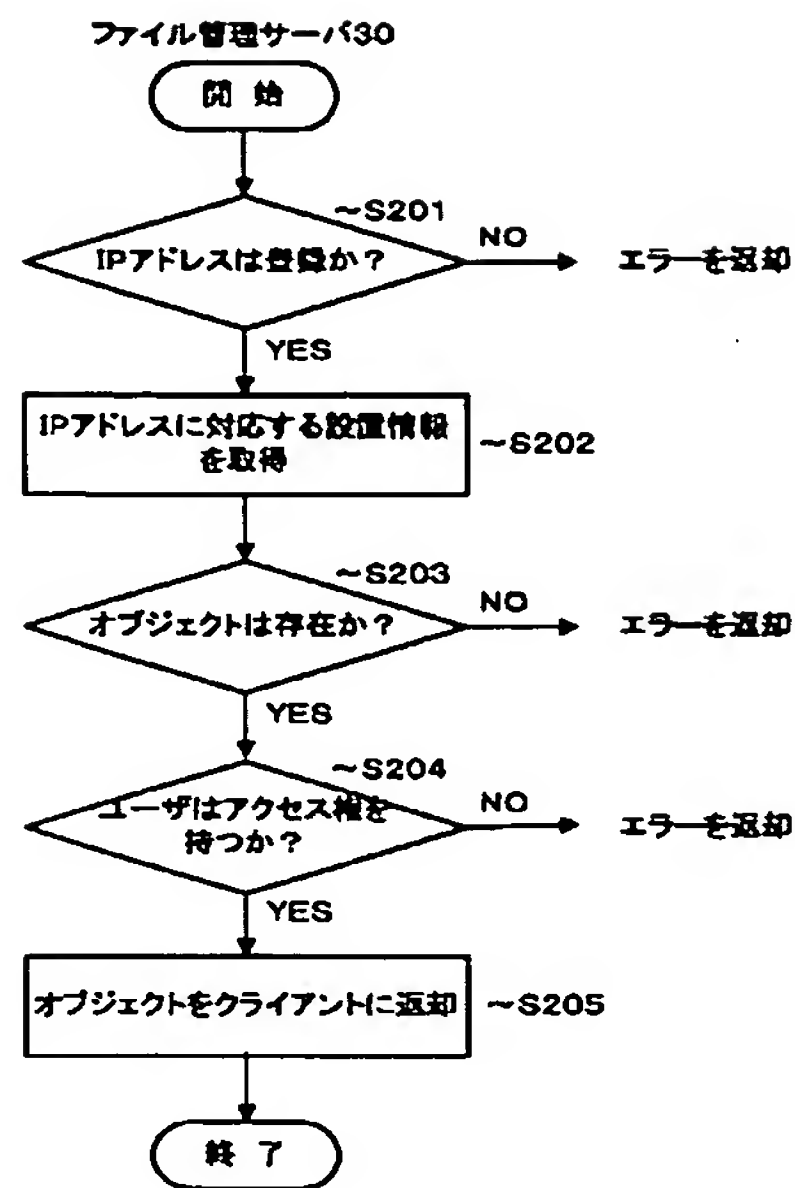 ファイル管理サーバ30
開 始
~S201
IPアドレスは登録か?
NO
エラーを返却
YES
IPアドレスに対応する設置情報
を取得
~S202
~S203
オブジェクトは存在か?
NO
エラーを返却
YES
~S204
ユーザはアクセス権を
持つか?
NO
エラーを返却
YES
オブジェクトをクライアントに返却
~S205
終 了